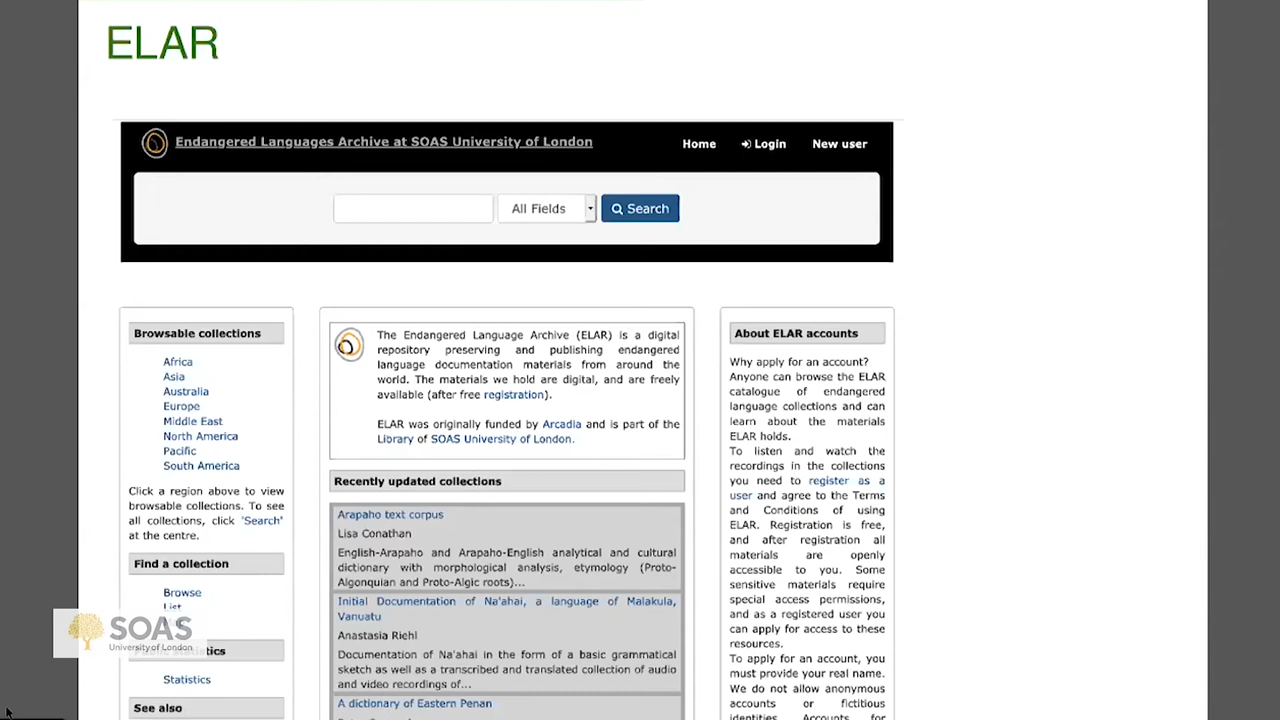 ELAR
Endangered Languages Archive at SOAS University of London
Home
Login
New user
All Fields
Search
Browsable collections
Africa
Asia
Australia
Europe
Middle East
North America
Pacific
South America
Click a region above to view
browsable collections. To see
all collections, click 'Search'
at the centre.
Find a collection
Browse
List
Statistics
See also
The Endangered Language Archive (ELAR) is a digital
repository preserving and publishing endangered
language documentation materials from around the
world. The materials we hold are digital, and are freely
available (after free registration).
ELAR was originally funded by Arcadia and is part of the
Library of SOAS University of London.
Recently updated collections
Arapaho text corpus
Lisa Conathan
English-Arapaho and Arapaho-English analytical and cultural
dictionary with morphological analysis, etymology (Proto-
Algonquian and Proto-Algic roots)...
Initial Documentation of Na'ahai, a language of Malakula,
Vanuatu
Anastasia Riehl
Documentation of Na'ahai in the form of a basic grammatical
sketch as well as a transcribed and translated collection of audio
and video recordings of...
A dictionary of Eastern Penan
About ELAR accounts
Why apply for an account?
Anyone can browse the ELAR
catalogue of endangered
language collections and can
learn about the materials
ELAR holds.
To listen and watch the
recordings in the collections
you need to register as a
user and agree to the Terms
and Conditions of using
ELAR. Registration is free,
and after registration all
materials are openly
accessible to you. Some
sensitive materials require
special access permissions,
and as a registered user you
can apply for access to these
resources.
To apply for an account, you
must provide your real name.
We do not allow anonymous
accounts or fictitious
identities. Accounts for
SOAS
University of London